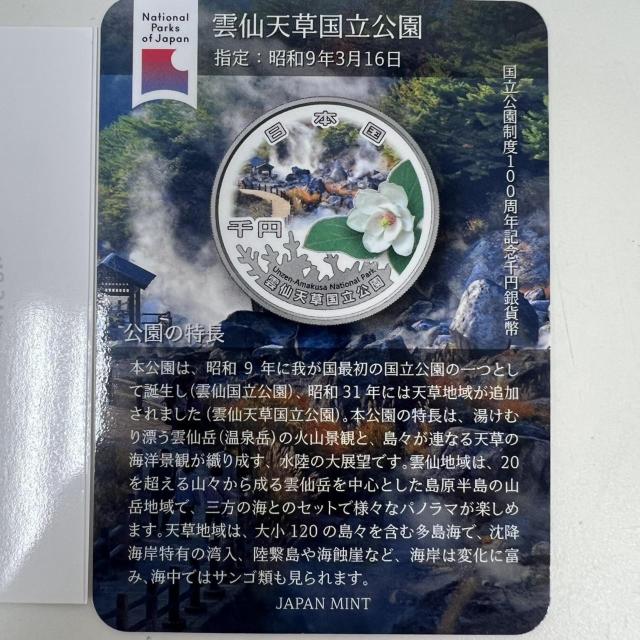 National
Parks
of Japan
雲仙天草国立公園
指定：昭和9年3月16日
国立公園制度100周年記念千円銀貨幣
日本国
千円
Unzen-Amakusa National Park
雲仙天草国立公園
公園の特長
本公園は、昭和 9 年に我が国最初の国立公園の一つとし
て誕生し(雲仙国立公園)、昭和 31 年には天草地域が追加
されました(雲仙天草国立公園)。本公園の特長は、湯けむ
り漂う雲仙岳(温泉岳)の火山景観と、島々が連なる天草の
海洋景観が織り成す、水陸の大展望です。雲仙地域は、20
を超える山々から成る雲仙岳を中心とした島原半島の山
岳地域で、三方の海とのセットで様々なパノラマが楽しめ
ます。天草地域は、大小 120 の島々を含む多島海で、沈降
海岸特有の湾入、陸繋島や海蝕崖など、海岸は変化に富
み、海中ではサンゴ類も見られます。
JAPAN MINT